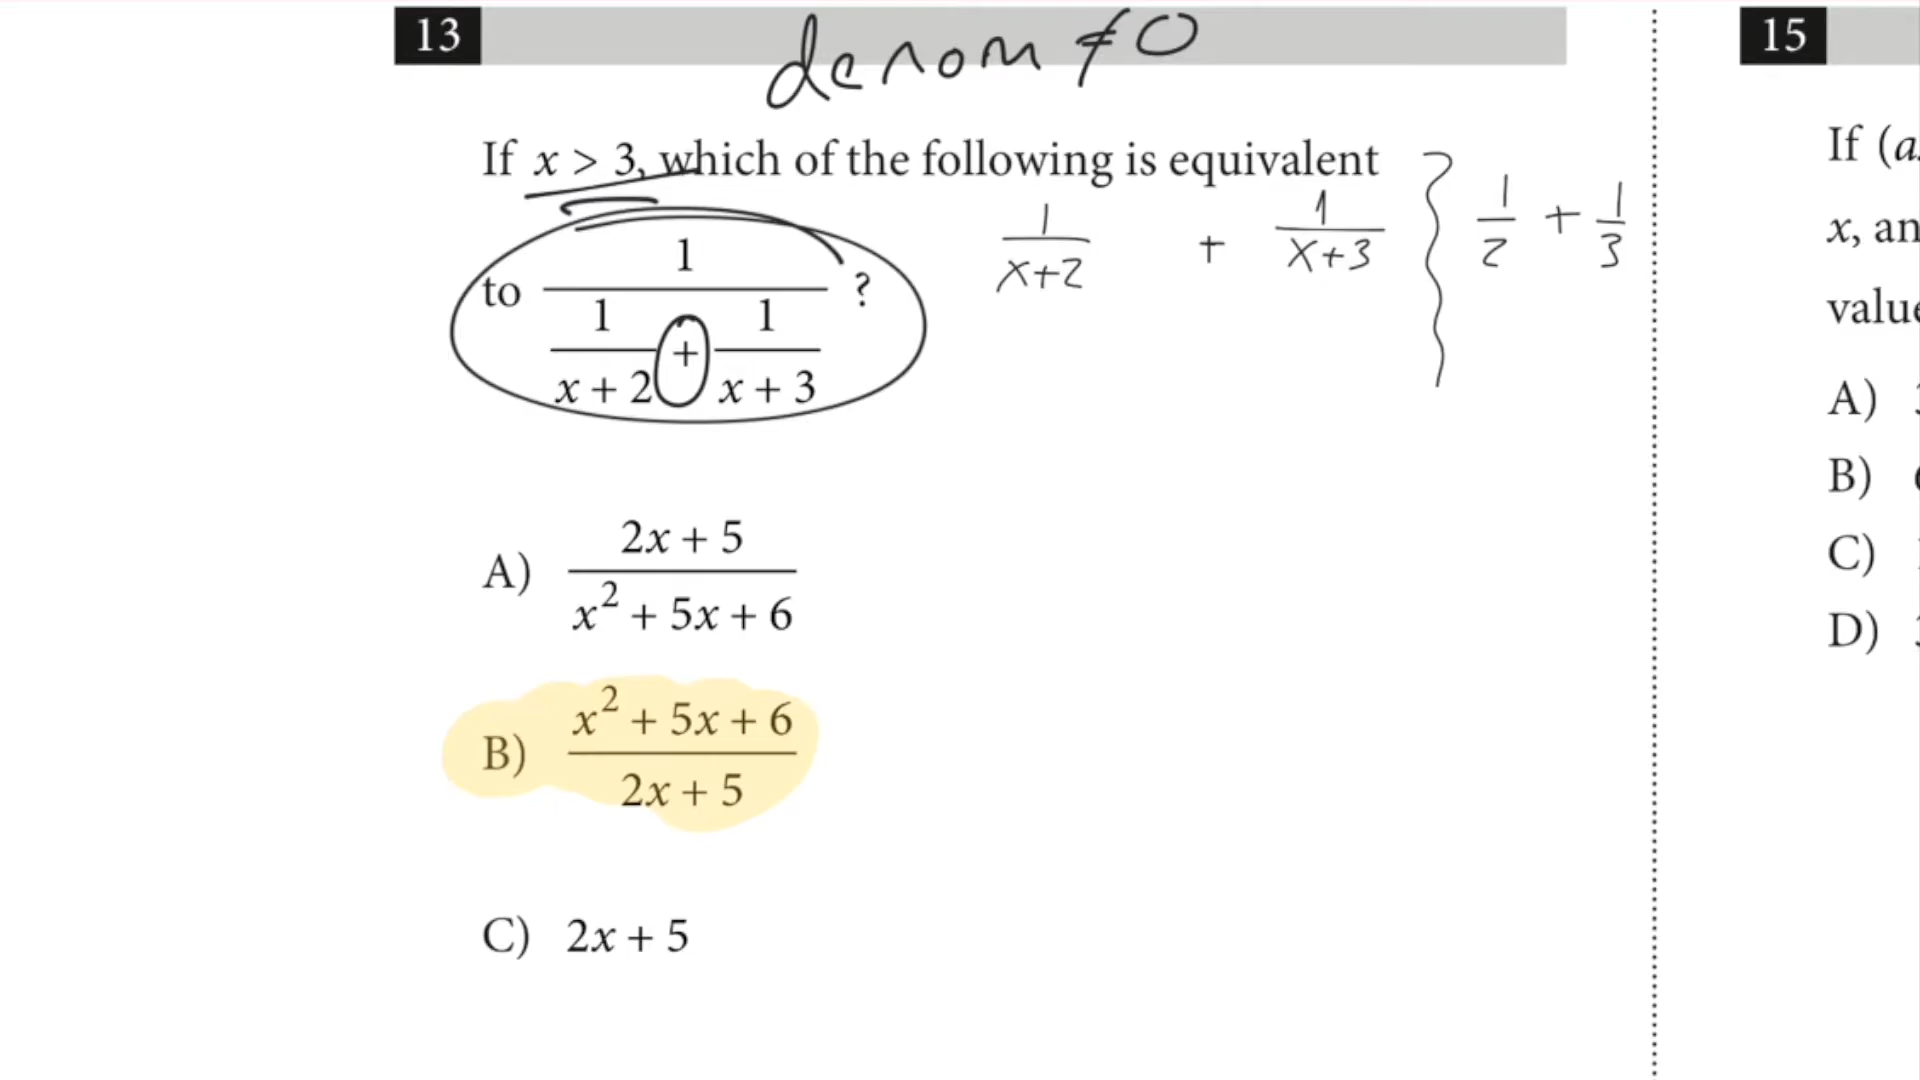 13
denom ≠ 0
If x > 3, which of the following is equivalent
to 1 / (1/(x + 2) + 1/(x + 3)) ?
1/(x+2) + 1/(x+3)
1/2 + 1/3
A) (2x + 5)/(x² + 5x + 6)
B) (x² + 5x + 6)/(2x + 5)
C) 2x + 5
15
If (a
x, an
value
A)
B)
C)
D)